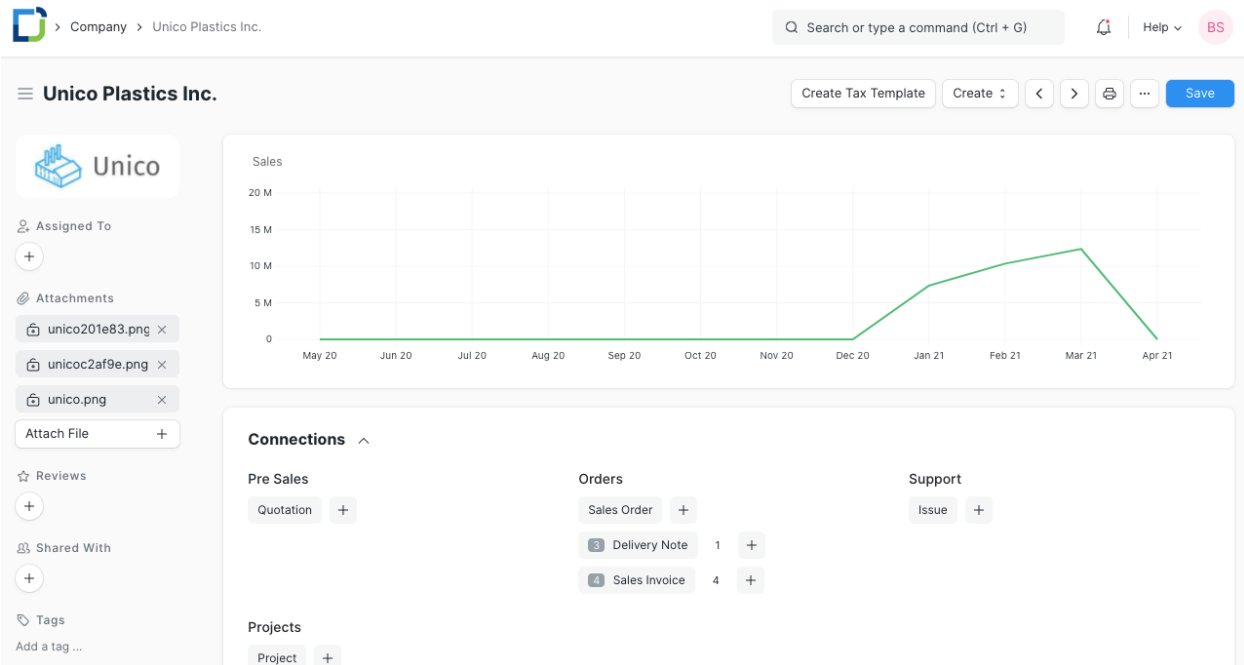 Company > Unico Plastics Inc.
Search or type a command (Ctrl + G)
Help
BS
Unico Plastics Inc.
Create Tax Template
Create
...
Save
Unico
Assigned To
+
Attachments
unico201e83.png ×
unicoc2af9e.png ×
unico.png ×
Attach File +
Reviews
+
Shared With
+
Tags
Add a tag ...
Sales
20 M
15 M
10 M
5 M
0
May 20 Jun 20 Jul 20 Aug 20 Sep 20 Oct 20 Nov 20 Dec 20 Jan 21 Feb 21 Mar 21 Apr 21
Connections
Pre Sales
Quotation +
Orders
Sales Order +
3 Delivery Note 1 +
4 Sales Invoice 4 +
Support
Issue +
Projects
Project +